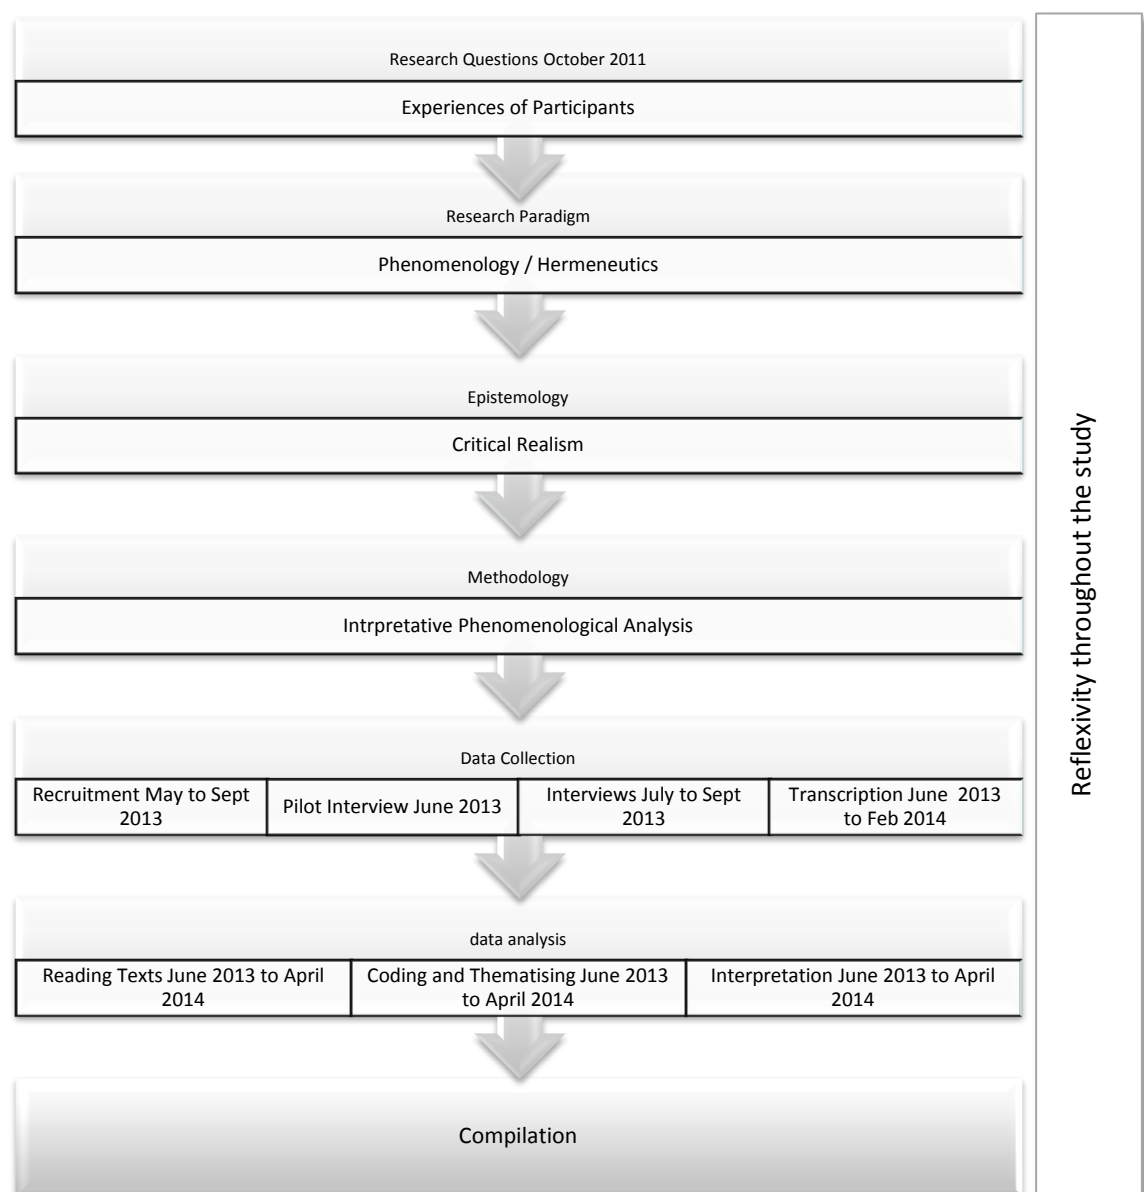 Research Questions October 2011
Experiences of Participants
Research Paradigm
Phenomenology / Hermeneutics
Epistemology
Critical Realism
Methodology
Intrpretative Phenomenological Analysis
Data Collection
Recruitment May to Sept
2013
Pilot Interview June 2013
Interviews July to Sept
2013
Transcription June 2013
to Feb 2014
data analysis
Reading Texts June 2013 to April
2014
Coding and Thematising June 2013
to April 2014
Interpretation June 2013 to April
2014
Compilation
Reflexivity throughout the study